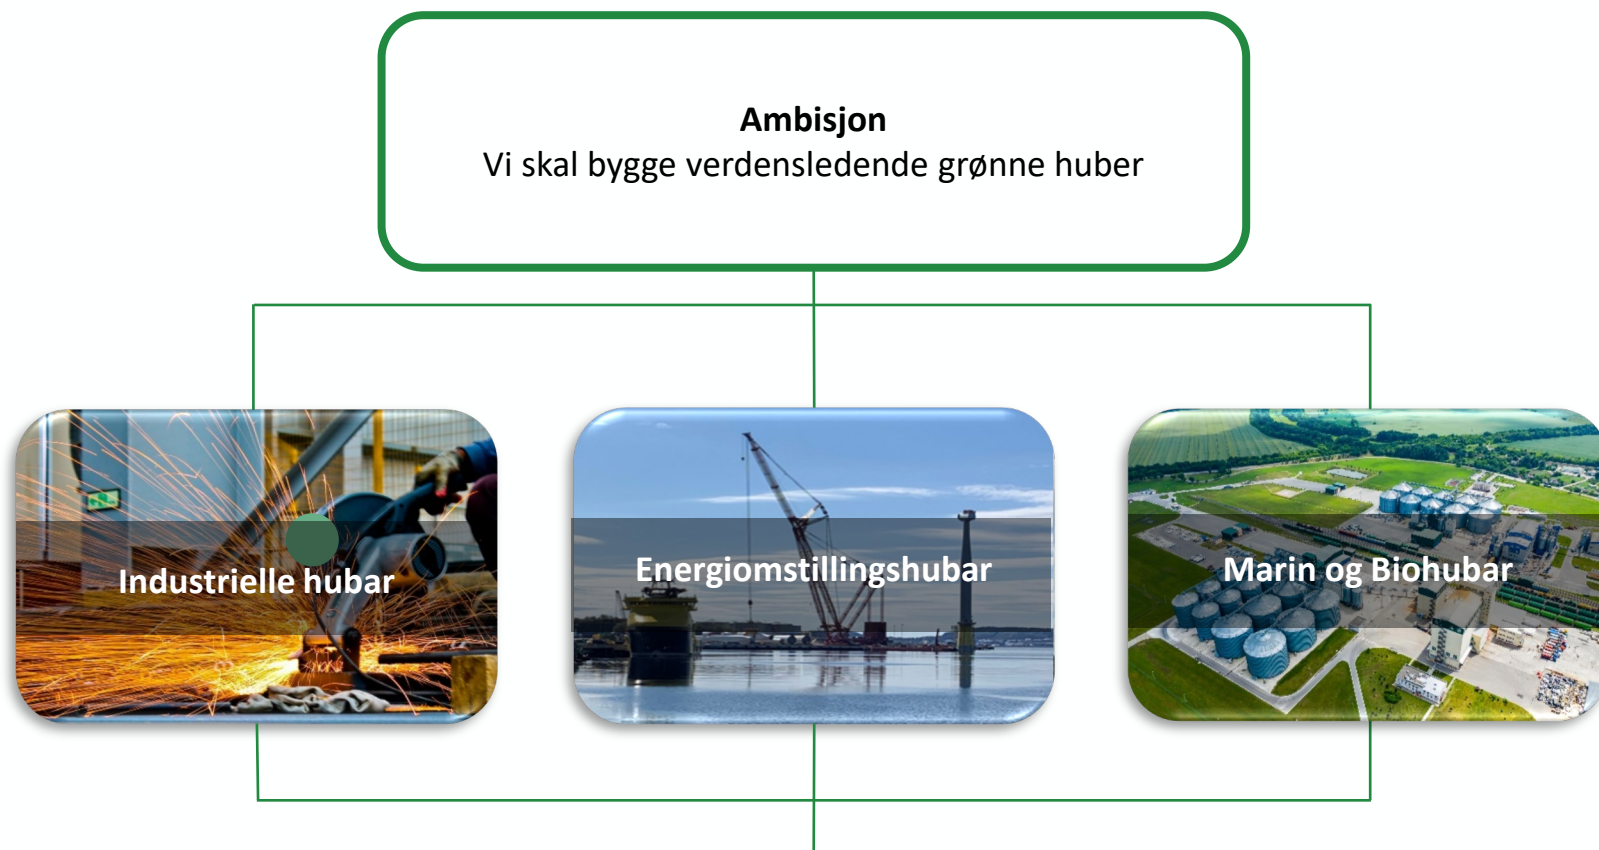 Ambisjon
Vi skal bygge verdensledende grønne huber
Industrielle hubar
Energiomstillingshubar
Marin og Biohubar